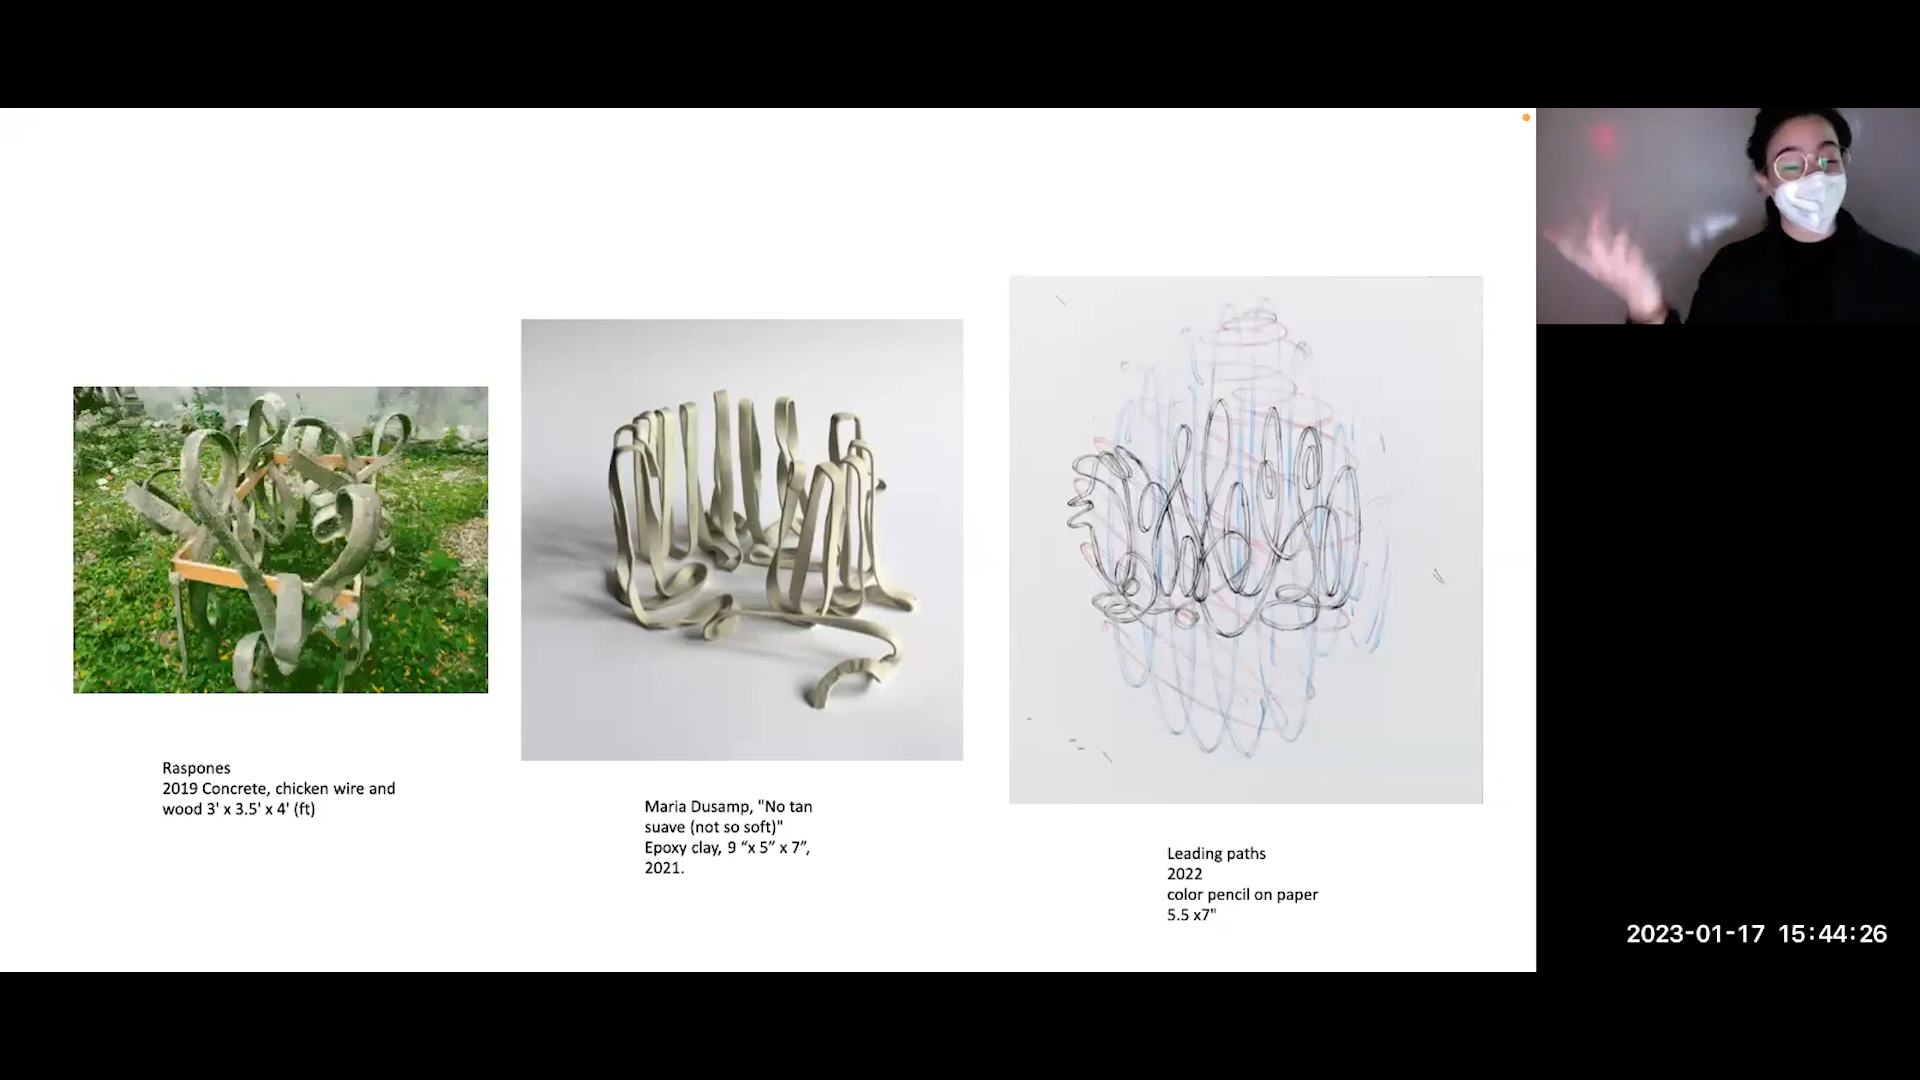 Raspones
2019 Concrete, chicken wire and
wood 3' x 3.5' x 4' (ft)
Maria Dusamp, "No tan
suave (not so soft)"
Epoxy clay, 9 “x 5” x 7”,
2021.
Leading paths
2022
color pencil on paper
5.5 x7"
2023-01-17 15:44:26